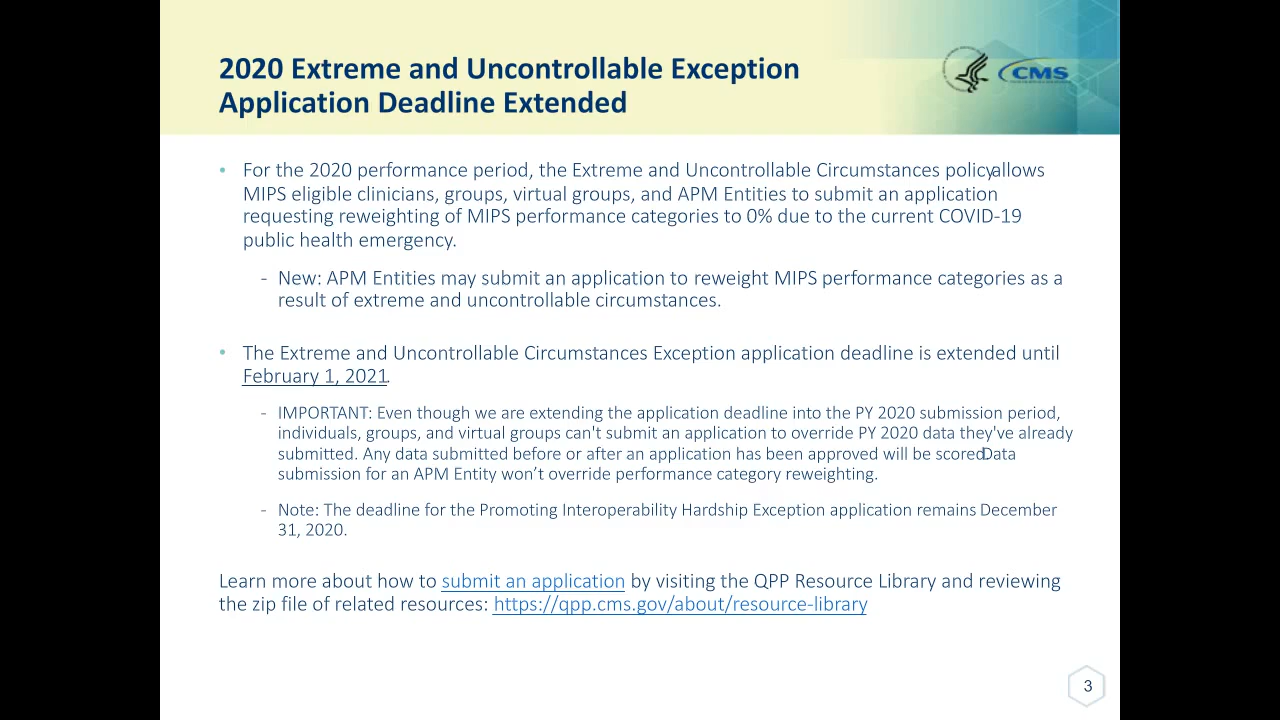 2020 Extreme and Uncontrollable Exception
Application Deadline Extended
CMS
• For the 2020 performance period, the Extreme and Uncontrollable Circumstances policy allows
MIPS eligible clinicians, groups, virtual groups, and APM Entities to submit an application
requesting reweighting of MIPS performance categories to 0% due to the current COVID-19
public health emergency.
- New: APM Entities may submit an application to reweight MIPS performance categories as a
result of extreme and uncontrollable circumstances.
• The Extreme and Uncontrollable Circumstances Exception application deadline is extended until
February 1, 2021.
- IMPORTANT: Even though we are extending the application deadline into the PY 2020 submission period,
individuals, groups, and virtual groups can't submit an application to override PY 2020 data they've already
submitted. Any data submitted before or after an application has been approved will be scored. Data
submission for an APM Entity won’t override performance category reweighting.
- Note: The deadline for the Promoting Interoperability Hardship Exception application remains December
31, 2020.
Learn more about how to submit an application by visiting the QPP Resource Library and reviewing
the zip file of related resources: https://qpp.cms.gov/about/resource-library
3